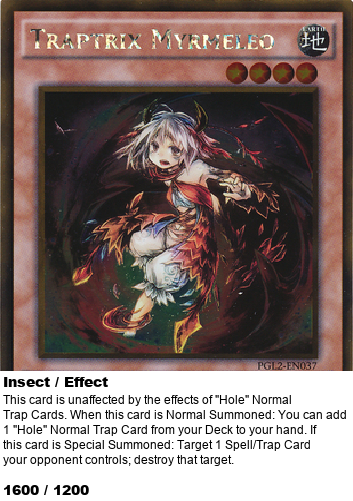 Traptrix Myrmeleo
EARTH
地
PGL2-EN037
Insect / Effect
This card is unaffected by the effects of "Hole" Normal
Trap Cards. When this card is Normal Summoned: You can add
1 "Hole" Normal Trap Card from your Deck to your hand. If
this card is Special Summoned: Target 1 Spell/Trap Card
your opponent controls; destroy that target.
1600 / 1200